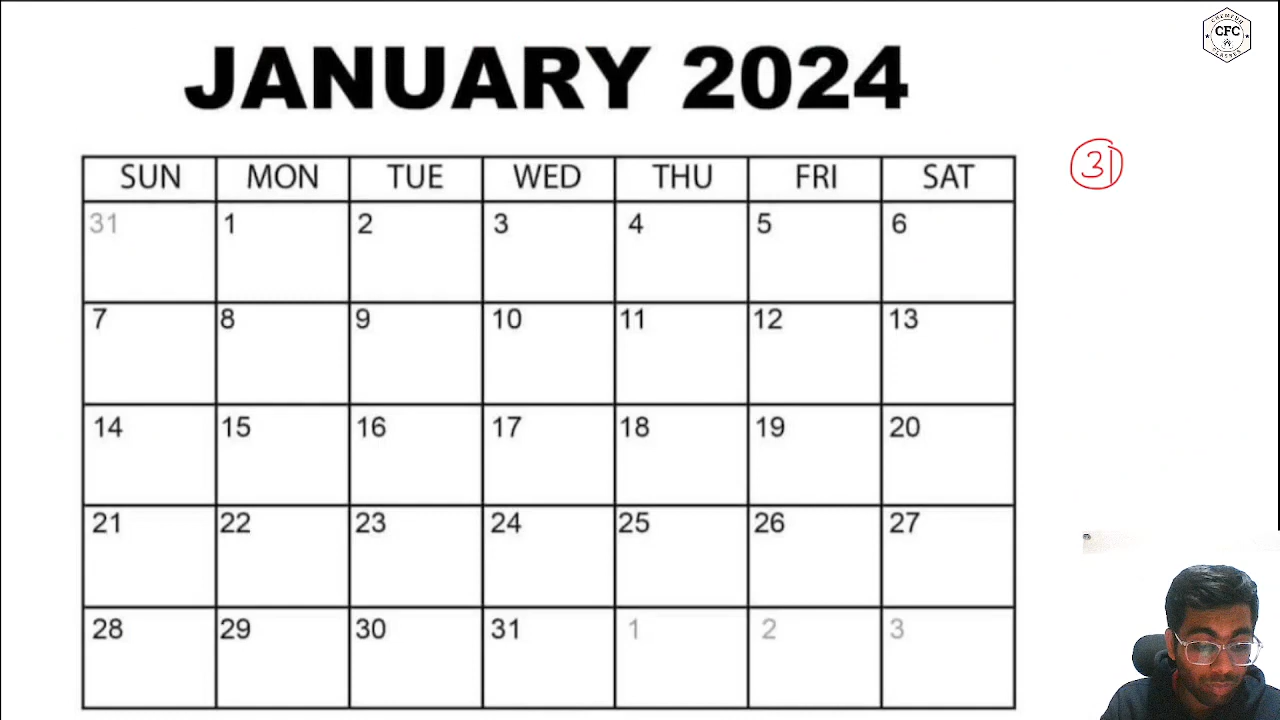 CFC
JANUARY 2024
31
SUN MON TUE WED THU FRI SAT
31 1 2 3 4 5 6
7 8 9 10 11 12 13
14 15 16 17 18 19 20
21 22 23 24 25 26 27
28 29 30 31 1 2 3